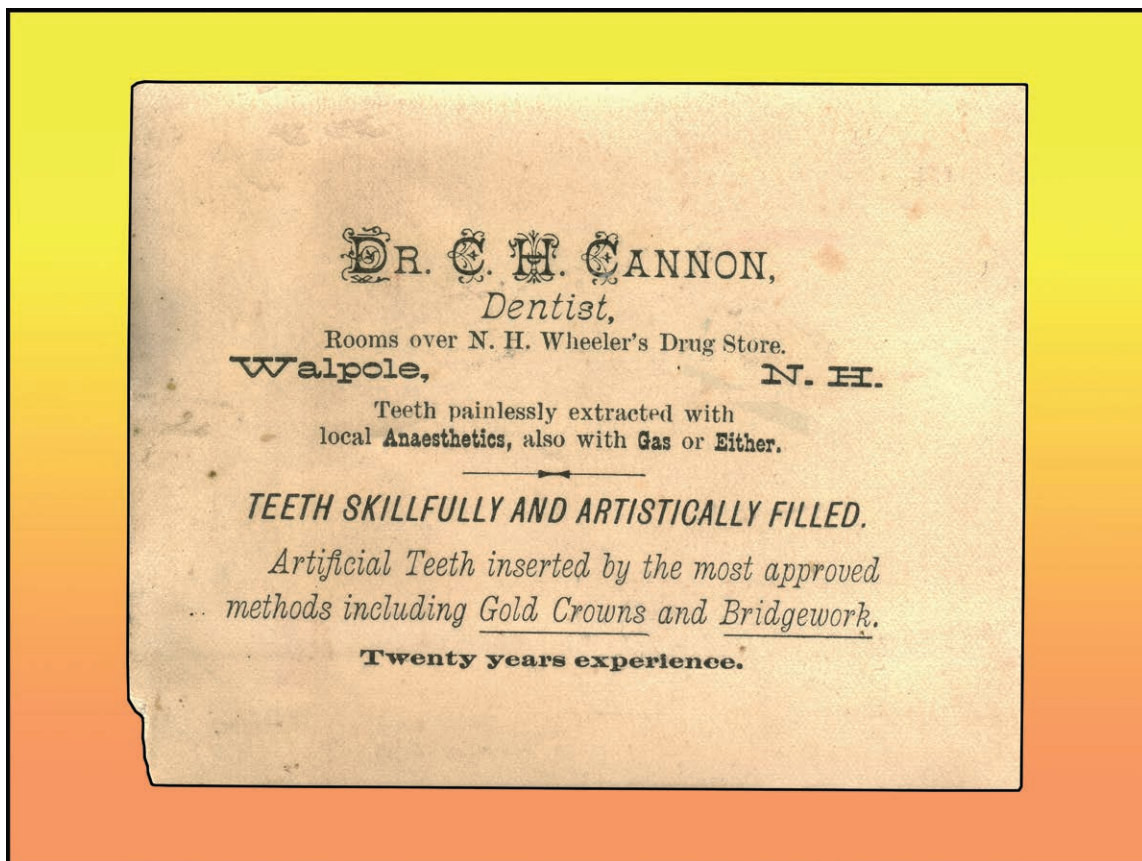 DR. C. H. CANNON,
Dentist,
Rooms over N. H. Wheeler's Drug Store.
Walpole, N. H.
Teeth painlessly extracted with
local Anaesthetics, also with Gas or Either.
TEETH SKILLFULLY AND ARTISTICALLY FILLED.
Artificial Teeth inserted by the most approved
methods including Gold Crowns and Bridgework.
Twenty years experience.